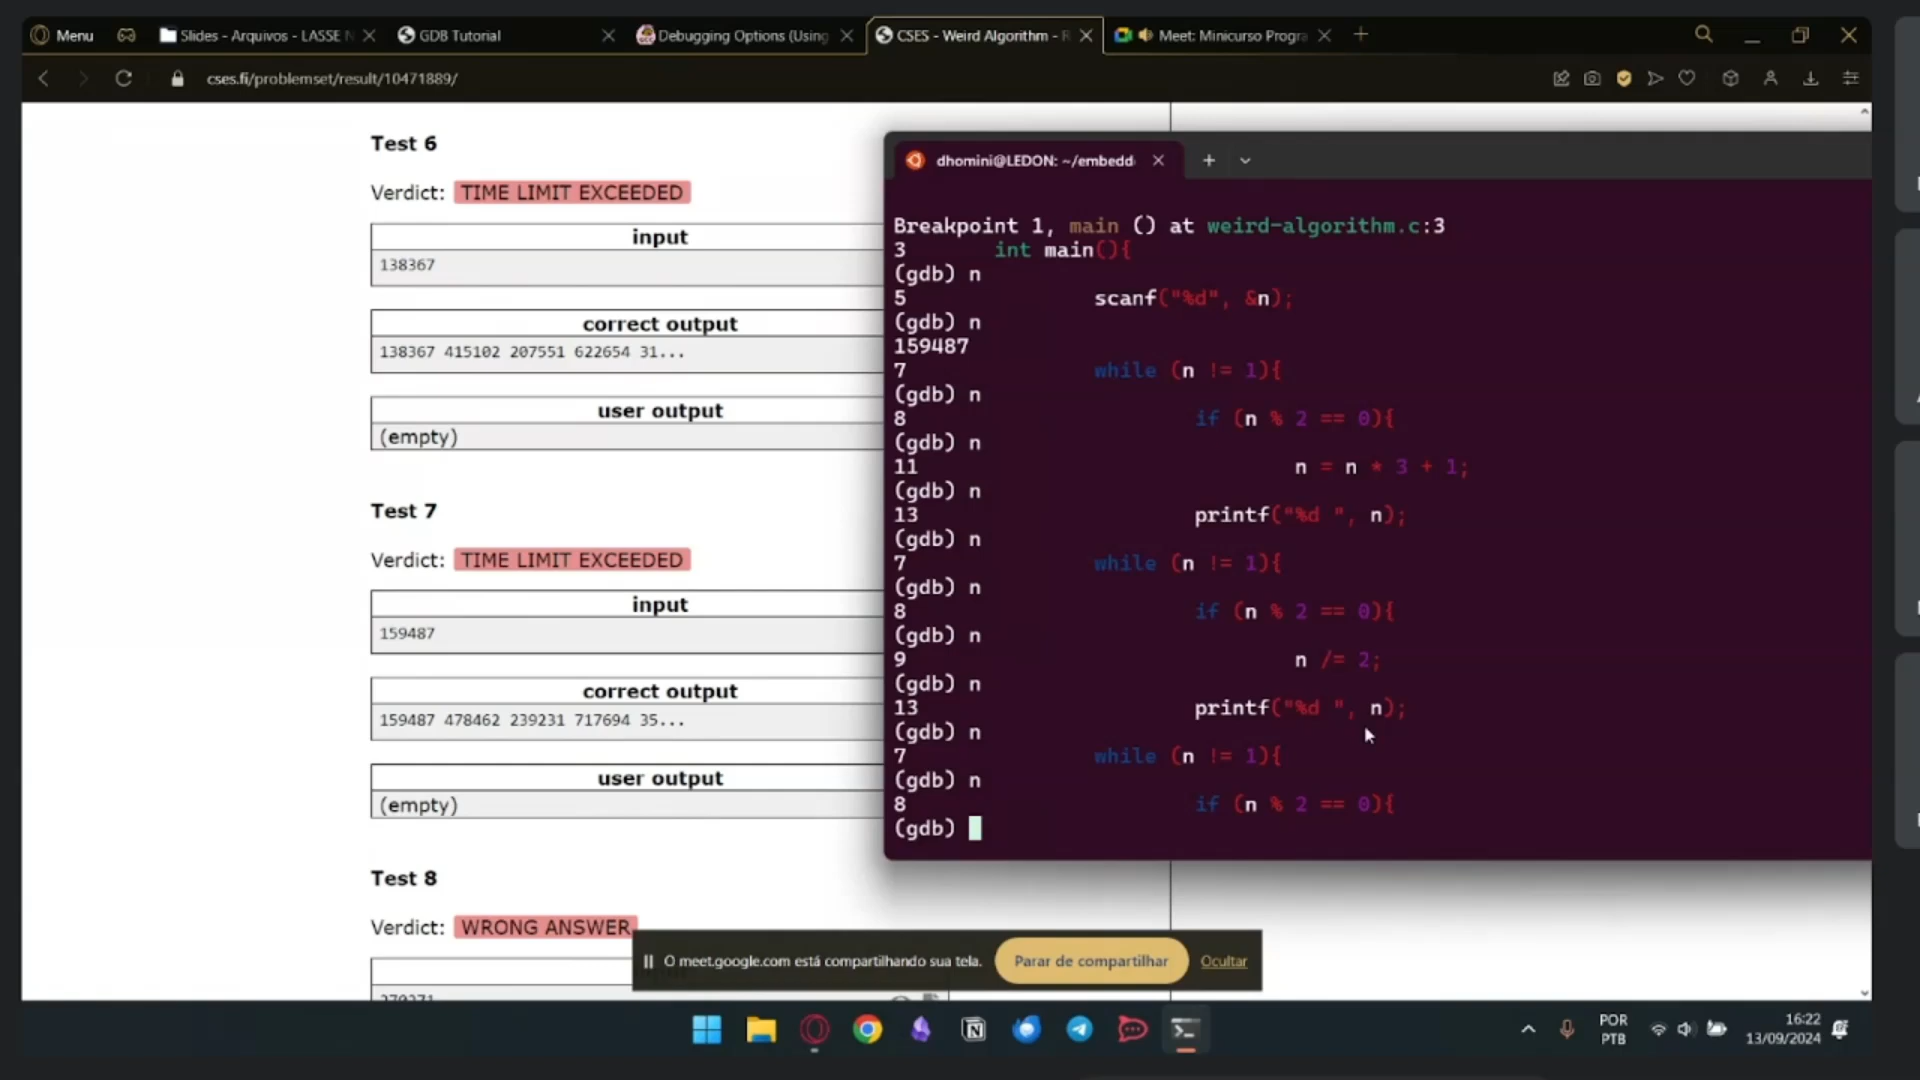 Menu
Slides - Arquivos - LASSE N
GDB Tutorial
Debugging Options (Using
CSES - Weird Algorithm - R
Meet: Minicurso Progra
cses.fi/problemset/result/10471889/
Test 6
Verdict: TIME LIMIT EXCEEDED
input
138367
correct output
138367 415102 207551 622654 31...
user output
(empty)
Test 7
Verdict: TIME LIMIT EXCEEDED
input
159487
correct output
159487 478462 239231 717694 35...
user output
(empty)
Test 8
Verdict: WRONG ANSWER
dhomini@LEDON: ~/embedd
Breakpoint 1, main () at weird-algorithm.c:3
3 int main(){
(gdb) n
5 scanf("%d", &n);
(gdb) n
159487
7 while (n != 1){
(gdb) n
8 if (n % 2 == 0){
(gdb) n
11 n = n * 3 + 1;
(gdb) n
13 printf("%d ", n);
(gdb) n
7 while (n != 1){
(gdb) n
8 if (n % 2 == 0){
(gdb) n
9 n /= 2;
(gdb) n
13 printf("%d ", n);
(gdb) n
7 while (n != 1){
(gdb) n
8 if (n % 2 == 0){
(gdb)
O meet.google.com está compartilhando sua tela.
Parar de compartilhar
Ocultar
POR
PTB
16:22
13/09/2024